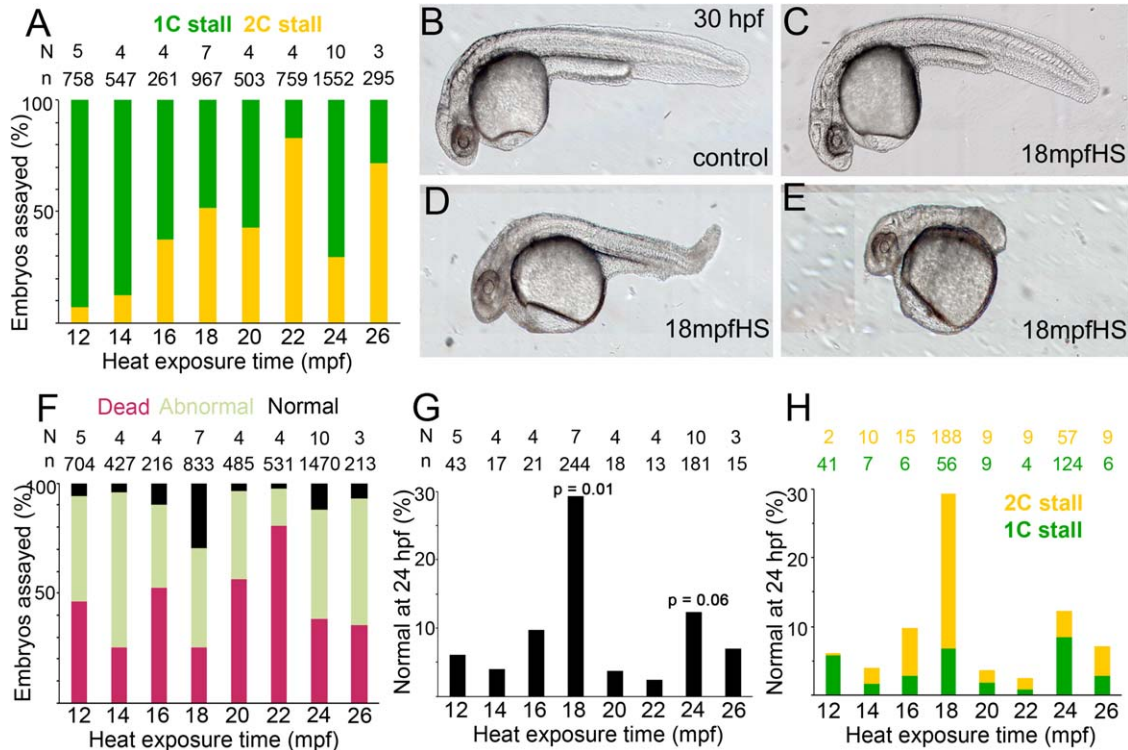 A
1C stall 2C stall
N 5 4 4 7 4 4 10 3
n 758 547 261 967 503 759 1552 295
100
50
Embryos assayed (%)
12 14 16 18 20 22 24 26
Heat exposure time (mpf)
B
30 hpf
control
C
18mpfHS
D
18mpfHS
E
18mpfHS
F
Dead Abnormal Normal
N 5 4 4 7 4 4 10 3
n 704 427 216 833 485 531 1470 213
100
50
Embryos assayed (%)
12 14 16 18 20 22 24 26
Heat exposure time (mpf)
G
N 5 4 4 7 4 4 10 3
n 43 17 21 244 18 13 181 15
30
20
10
Normal at 24 hpf (%)
p = 0.01
p = 0.06
12 14 16 18 20 22 24 26
Heat exposure time (mpf)
H
2 10 15 188 9 9 57 9
41 7 6 56 9 4 124 6
30
20
10
Normal at 24 hpf (%)
2C stall
1C stall
12 14 16 18 20 22 24 26
Heat exposure time (mpf)